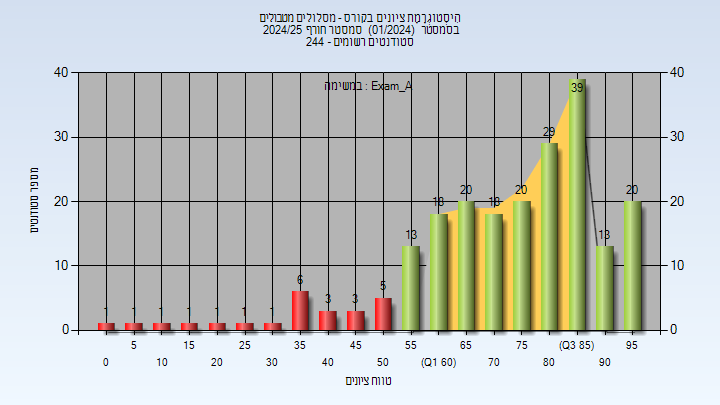 היסטוגרמת ציונים בקורס - מסלולים מטבולים
בסמסטר (01/2024) סמסטר חורף 2024/25
סטודנטים רשומים - 244
במשימה : Exam_A
40
30
20
10
0
40
30
20
10
0
מספר סטודנטים
1 1 1 1 1 1 1 6 3 3 5 13 18 20 18 20 29 39 13 20
5 15 25 35 45 55 65 75 (Q3 85) 95
0 10 20 30 40 50 (Q1 60) 70 80 90
טווח ציונים